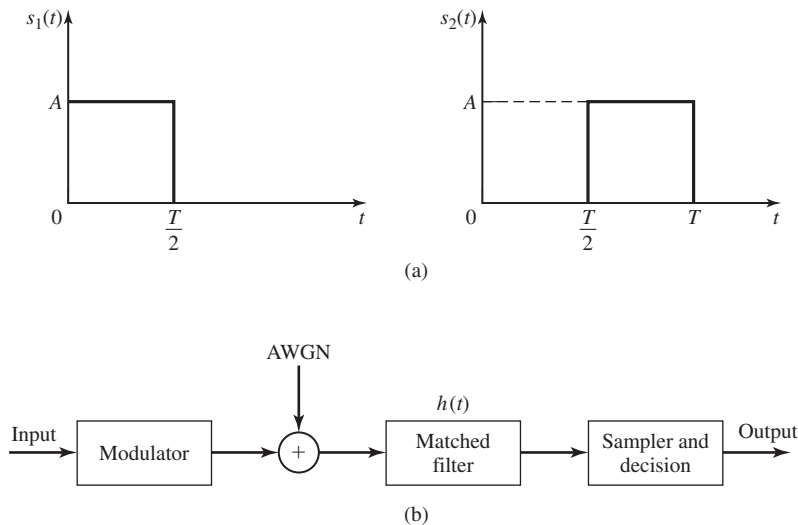 s₁(t)
A
0
T/2
t
s₂(t)
A
0
T/2
T
t
(a)
AWGN
h(t)
Input
Modulator
+
Matched
filter
Sampler and
decision
Output
(b)